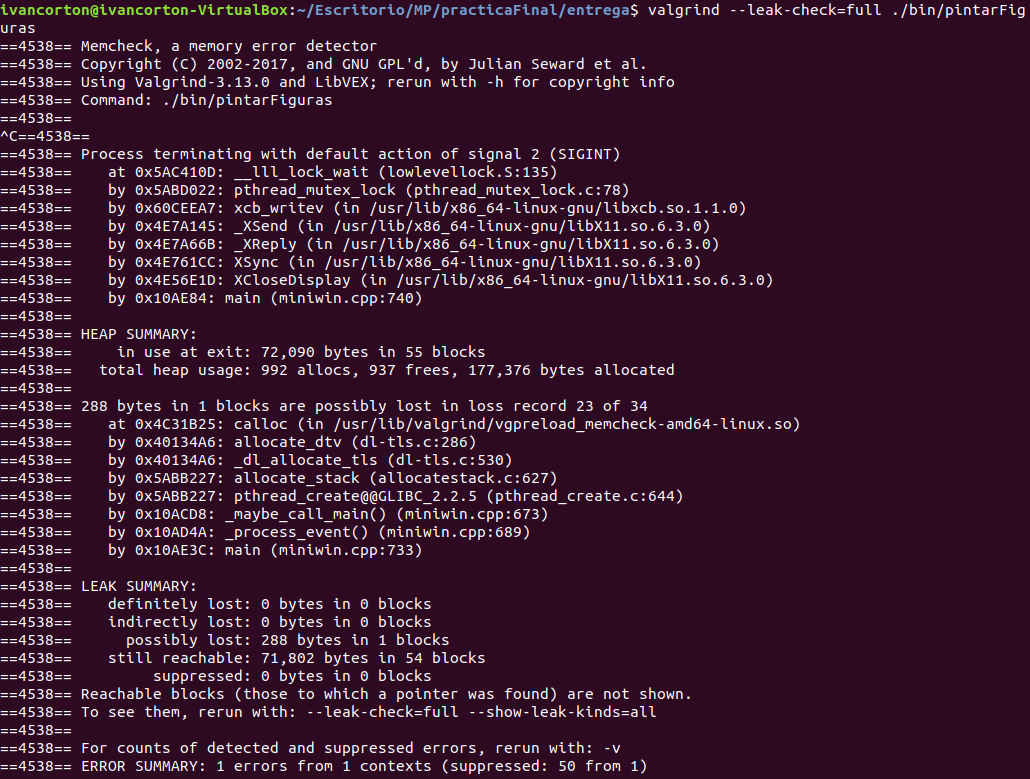 ivancorton@ivancorton-VirtualBox:~/Escritorio/MP/practicaFinal/entrega$ valgrind --leak-check=full ./bin/pintarFig
uras
==4538== Memcheck, a memory error detector
==4538== Copyright (C) 2002-2017, and GNU GPL'd, by Julian Seward et al.
==4538== Using Valgrind-3.13.0 and LibVEX; rerun with -h for copyright info
==4538== Command: ./bin/pintarFiguras
==4538==
^C==4538==
==4538== Process terminating with default action of signal 2 (SIGINT)
==4538==    at 0x5AC410D: __lll_lock_wait (lowlevellock.S:135)
==4538==    by 0x5ABD022: pthread_mutex_lock (pthread_mutex_lock.c:78)
==4538==    by 0x60CEEA7: xcb_writev (in /usr/lib/x86_64-linux-gnu/libxcb.so.1.1.0)
==4538==    by 0x4E7A145: _XSend (in /usr/lib/x86_64-linux-gnu/libX11.so.6.3.0)
==4538==    by 0x4E7A66B: _XReply (in /usr/lib/x86_64-linux-gnu/libX11.so.6.3.0)
==4538==    by 0x4E761CC: XSync (in /usr/lib/x86_64-linux-gnu/libX11.so.6.3.0)
==4538==    by 0x4E56E1D: XCloseDisplay (in /usr/lib/x86_64-linux-gnu/libX11.so.6.3.0)
==4538==    by 0x10AE84: main (miniwin.cpp:740)
==4538==
==4538== HEAP SUMMARY:
==4538==     in use at exit: 72,090 bytes in 55 blocks
==4538==   total heap usage: 992 allocs, 937 frees, 177,376 bytes allocated
==4538==
==4538== 288 bytes in 1 blocks are possibly lost in loss record 23 of 34
==4538==    at 0x4C31B25: calloc (in /usr/lib/valgrind/vgpreload_memcheck-amd64-linux.so)
==4538==    by 0x40134A6: allocate_dtv (dl-tls.c:286)
==4538==    by 0x40134A6: _dl_allocate_tls (dl-tls.c:530)
==4538==    by 0x5ABB227: allocate_stack (allocatestack.c:627)
==4538==    by 0x5ABB227: pthread_create@@GLIBC_2.2.5 (pthread_create.c:644)
==4538==    by 0x10ACD8: _maybe_call_main() (miniwin.cpp:673)
==4538==    by 0x10AD4A: _process_event() (miniwin.cpp:689)
==4538==    by 0x10AE3C: main (miniwin.cpp:733)
==4538==
==4538== LEAK SUMMARY:
==4538==    definitely lost: 0 bytes in 0 blocks
==4538==    indirectly lost: 0 bytes in 0 blocks
==4538==      possibly lost: 288 bytes in 1 blocks
==4538==    still reachable: 71,802 bytes in 54 blocks
==4538==         suppressed: 0 bytes in 0 blocks
==4538== Reachable blocks (those to which a pointer was found) are not shown.
==4538== To see them, rerun with: --leak-check=full --show-leak-kinds=all
==4538==
==4538== For counts of detected and suppressed errors, rerun with: -v
==4538== ERROR SUMMARY: 1 errors from 1 contexts (suppressed: 50 from 1)